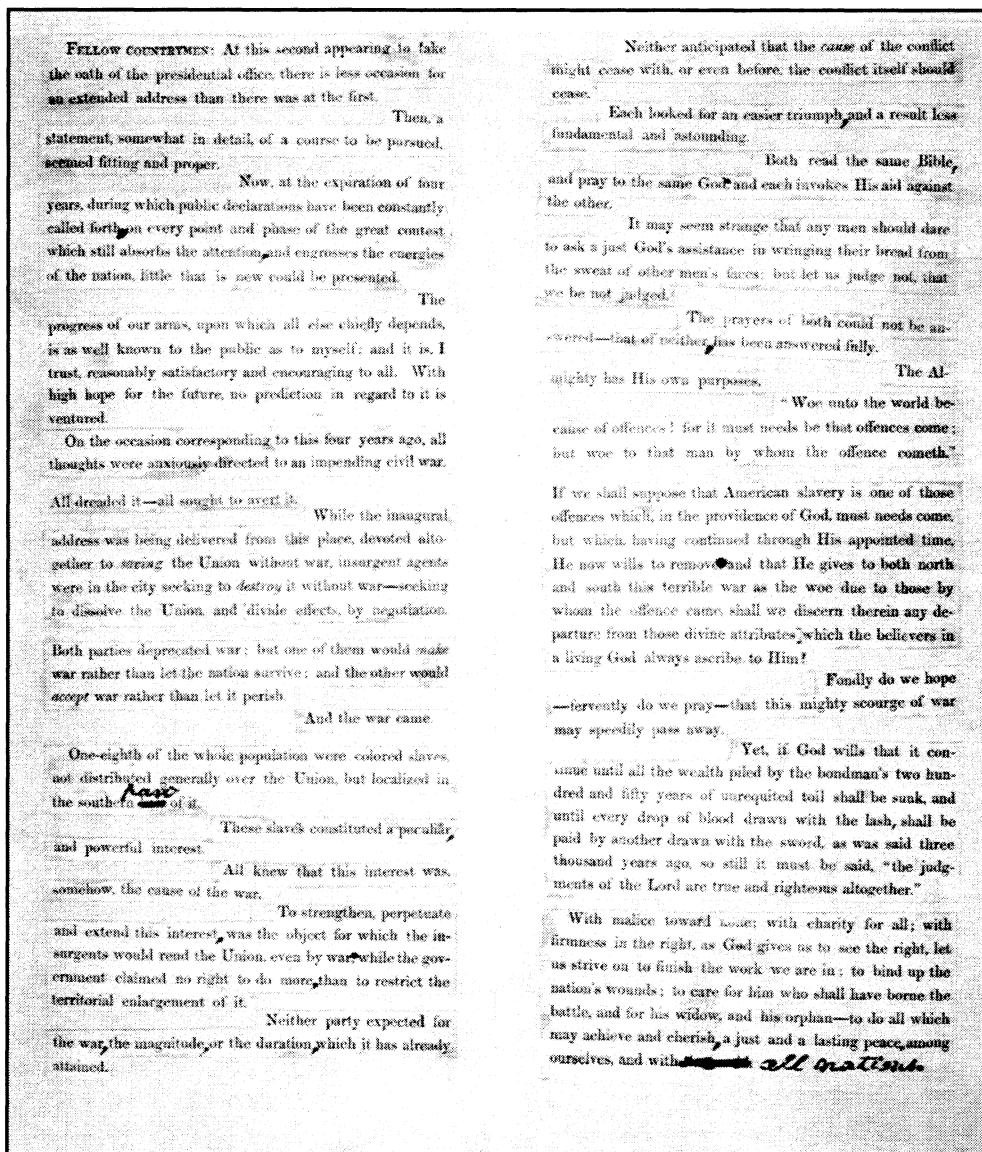 FELLOW COUNTRYMEN: At this second appearing to take
the oath of the presidential office, there is less occasion for
an extended address than there was at the first.
Then, a
statement, somewhat in detail, of a course to be pursued,
seemed fitting and proper.
Now, at the expiration of four
years, during which public declarations have been constantly
called forth on every point and phase of the great contest
which still absorbs the attention, and engrosses the energies
of the nation, little that is new could be presented.
The
progress of our arms, upon which all else chiefly depends,
is as well known to the public as to myself; and it is, I
trust, reasonably satisfactory and encouraging to all. With
high hope for the future, no prediction in regard to it is
ventured.
On the occasion corresponding to this four years ago, all
thoughts were anxiously directed to an impending civil war.
All dreaded it—all sought to avert it.
While the inaugural
address was being delivered from this place, devoted alto-
gether to saving the Union without war, insurgent agents
were in the city seeking to destroy it without war—seeking
to dissolve the Union, and divide effects, by negotiation.
Both parties deprecated war; but one of them would make
war rather than let the nation survive; and the other would
accept war rather than let it perish.
And the war came.
One-eighth of the whole population were colored slaves,
not distributed generally over the Union, but localized in
part
the southern of it.
These slaves constituted a peculiar,
and powerful interest.
All knew that this interest was,
somehow, the cause of the war.
To strengthen, perpetuate
and extend this interest, was the object for which the in-
surgents would rend the Union, even by war; while the gov-
ernment claimed no right to do more, than to restrict the
territorial enlargement of it.
Neither party expected for
the war, the magnitude, or the duration, which it has already
attained.
Neither anticipated that the cause of the conflict
might cease with, or even before, the conflict itself should
cease.
Each looked for an easier triumph, and a result less
fundamental and astounding.
Both read the same Bible,
and pray to the same God; and each invokes His aid against
the other.
It may seem strange that any men should dare
to ask a just God's assistance in wringing their bread from
the sweat of other men's faces; but let us judge not, that
we be not judged.
The prayers of both could not be an-
swered—that of neither, has been answered fully.
The Al-
mighty has His own purposes.
"Woe unto the world be-
cause of offences! for it must needs be that offences come;
but woe to that man by whom the offence cometh."
If we shall suppose that American slavery is one of those
offences which, in the providence of God, must needs come,
but which, having continued through His appointed time,
He now wills to remove and that He gives to both north
and south this terrible war as the woe due to those by
whom the offence came, shall we discern therein any de-
parture from those divine attributes, which the believers in
a living God always ascribe to Him?
Fondly do we hope
—fervently do we pray—that this mighty scourge of war
may speedily pass away.
Yet, if God wills that it con-
tinue until all the wealth piled by the bondman's two hun-
dred and fifty years of unrequited toil shall be sunk, and
until every drop of blood drawn with the lash, shall be
paid by another drawn with the sword, as was said three
thousand years ago, so still it must be said, "the judg-
ments of the Lord are true and righteous altogether."
With malice toward none; with charity for all; with
firmness in the right, as God gives us to see the right, let
us strive on to finish the work we are in; to bind up the
nation's wounds; to care for him who shall have borne the
battle, and for his widow, and his orphan—to do all which
may achieve and cherish, a just and a lasting peace, among
ourselves, and with all nations